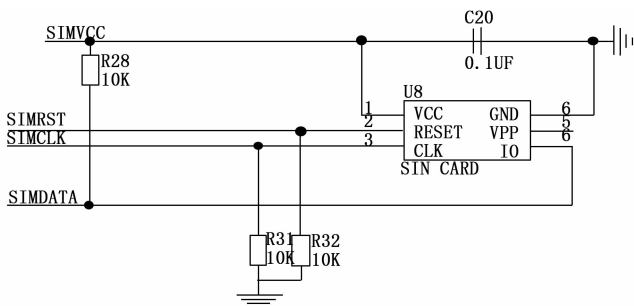 C20
SIMVCC
0.1UF
R28
10K
U8
1 VCC GND 6
SIMRST 2 RESET VPP 5
SIMCLK 3 CLK IO 6
SIN CARD
SIMDATA
R31 R32
10K 10K